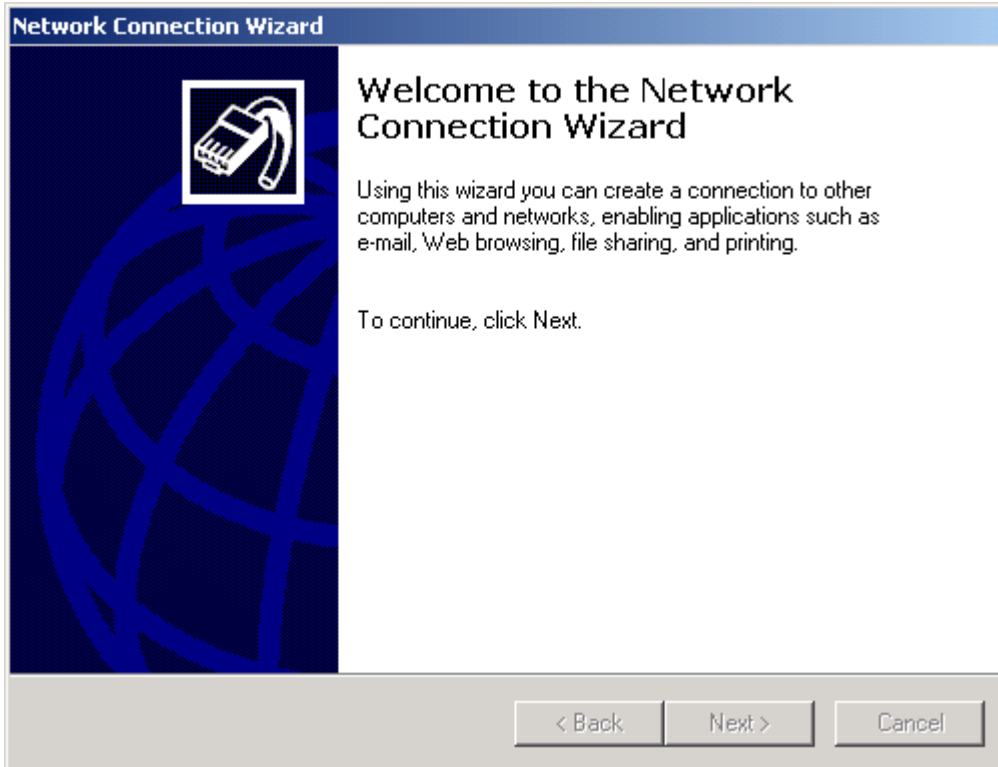 Network Connection Wizard
Welcome to the Network
Connection Wizard
Using this wizard you can create a connection to other
computers and networks, enabling applications such as
e-mail, Web browsing, file sharing, and printing.
To continue, click Next.
< Back
Next >
Cancel